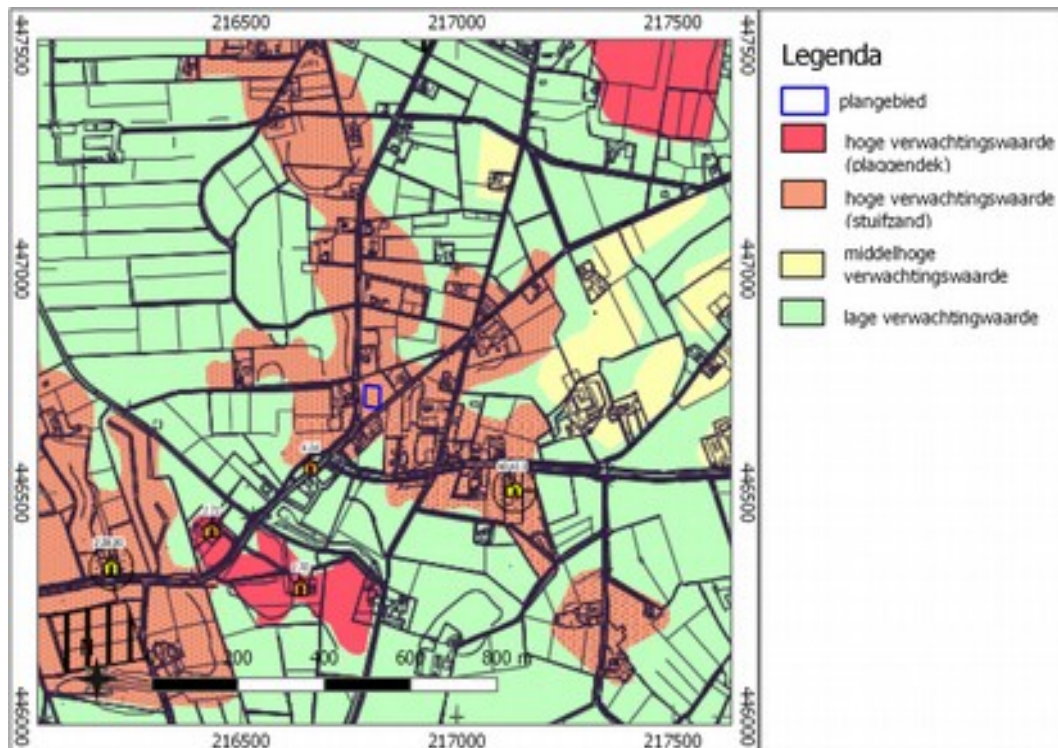 216500 217000 217500
447500 447500
Legenda
plangebied
hoge verwachtingswaarde
(plaggendek)
hoge verwachtingswaarde
(stuifzand)
447000 447000
middelhoge
verwachtingswaarde
lage verwachtingwaarde
446500 446500
200 400 600 800 m
446000 446000
216500 217000 217500